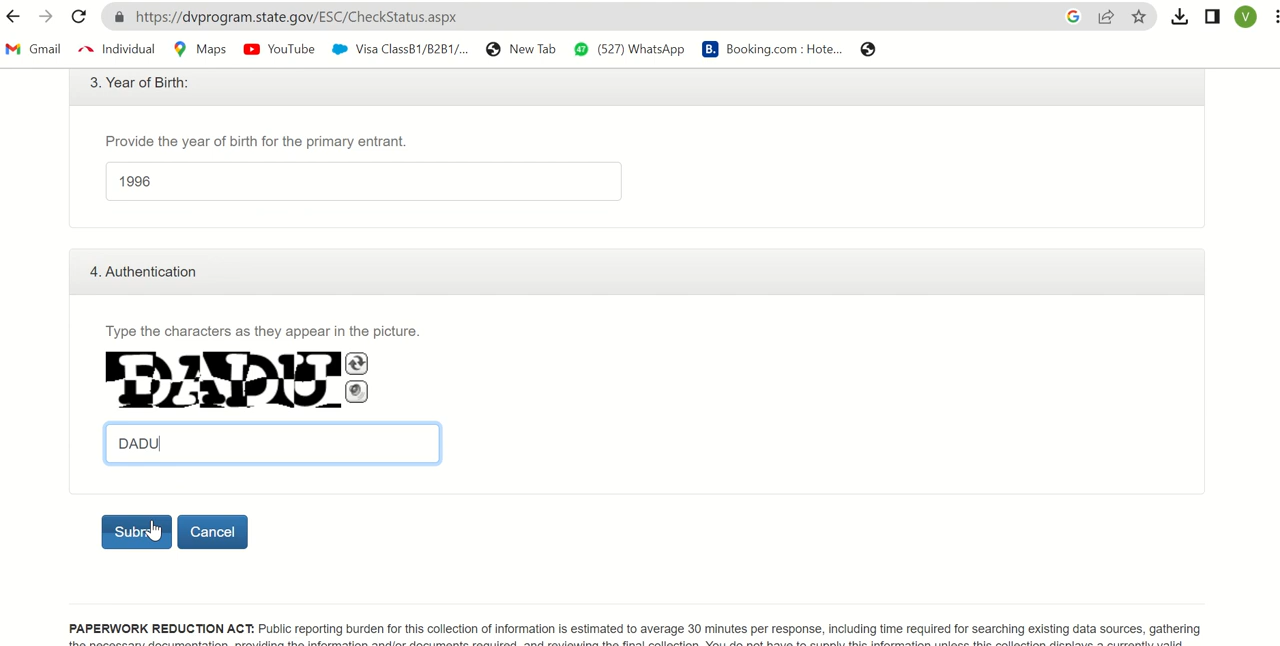 https://dvprogram.state.gov/ESC/CheckStatus.aspx
V
Gmail
Individual
Maps
YouTube
Visa ClassB1/B2B1/...
New Tab
47
(527) WhatsApp
B.
Booking.com : Hote...
3. Year of Birth:
Provide the year of birth for the primary entrant.
1996
4. Authentication
Type the characters as they appear in the picture.
DADU
DADU
Submit
Cancel
PAPERWORK REDUCTION ACT: Public reporting burden for this collection of information is estimated to average 30 minutes per response, including time required for searching existing data sources, gathering
the necessary documentation, providing the information and/or documents required, and reviewing the final collection. You do not have to supply this information unless this collection displays a currently valid